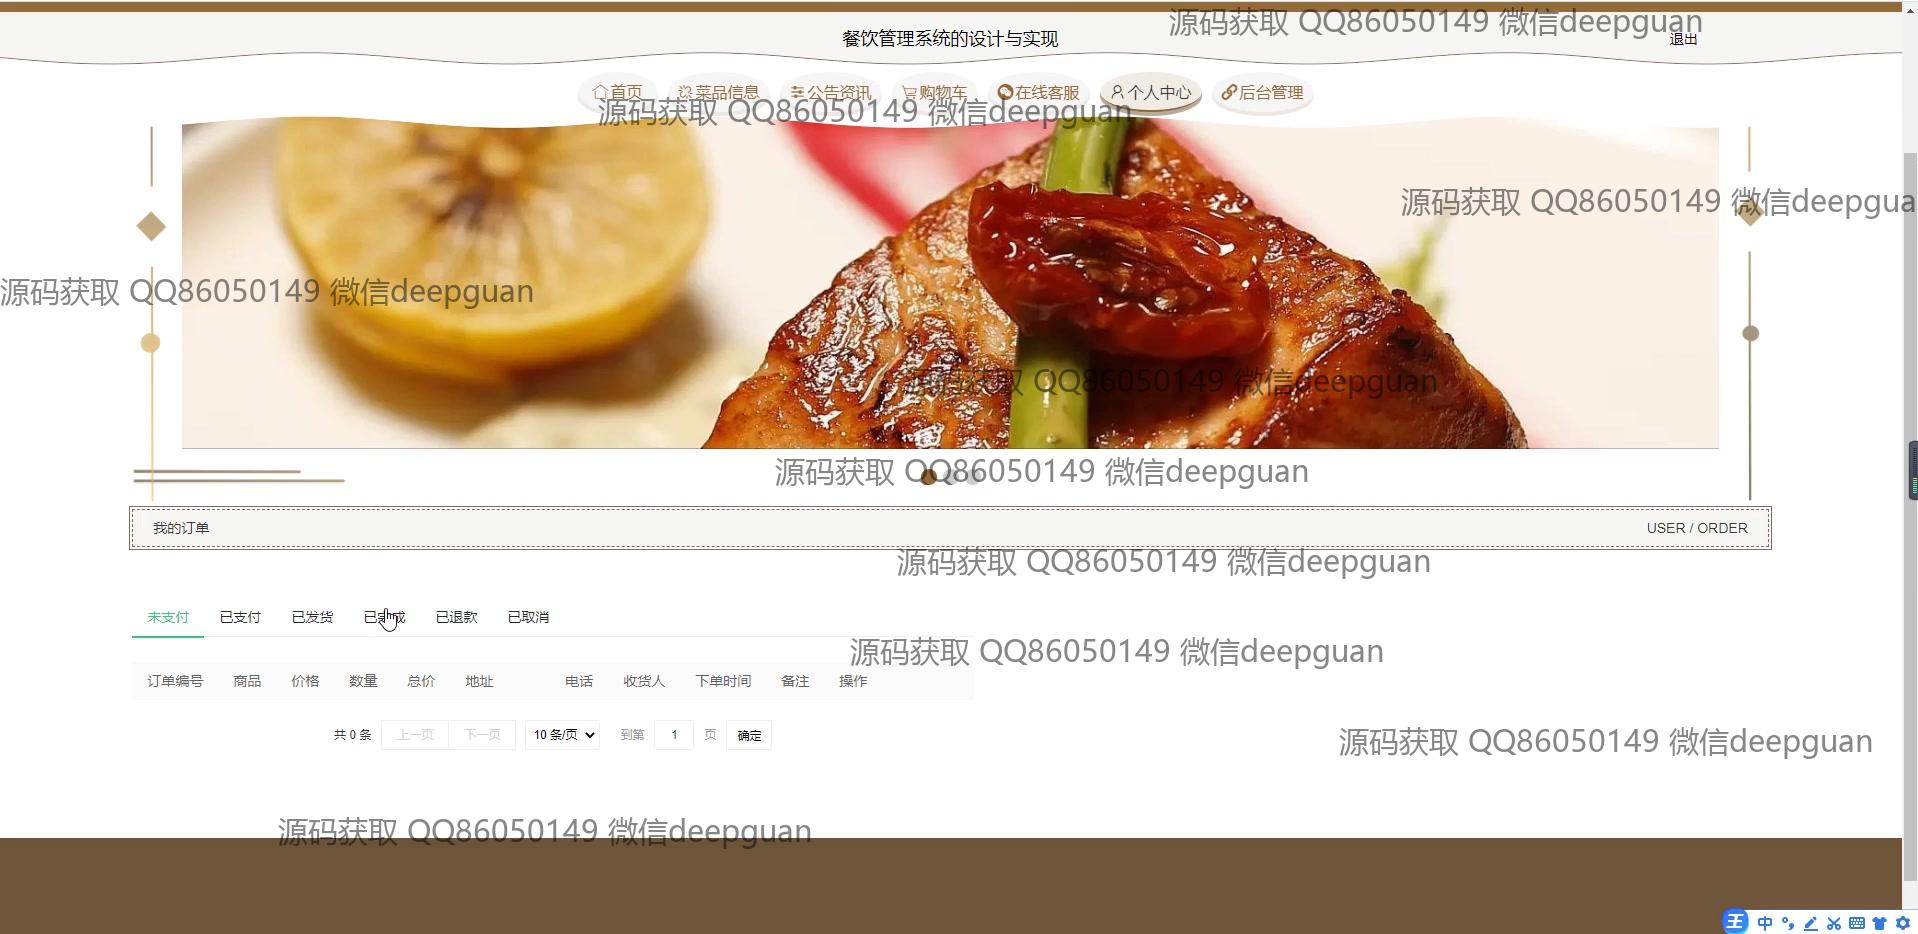 源码获取 QQ86050149 微信deepguan
餐饮管理系统的设计与实现
退出
首页 菜品信息 公告资讯 购物车 在线客服 个人中心 后台管理
源码获取 QQ86050149 微信deepguan
源码获取 QQ86050149 微信deepgua
源码获取 QQ86050149 微信deepguan
源码获取 QQ86050149 微信deepguan
源码获取 QQ86050149 微信deepguan
我的订单 USER / ORDER
源码获取 QQ86050149 微信deepguan
未支付 已支付 已发货 已完成 已退款 已取消
源码获取 QQ86050149 微信deepguan
订单编号 商品 价格 数量 总价 地址 电话 收货人 下单时间 备注 操作
共 0 条 上一页 下一页 10 条/页 到第 1 页 确定
源码获取 QQ86050149 微信deepguan
源码获取 QQ86050149 微信deepguan
王 中